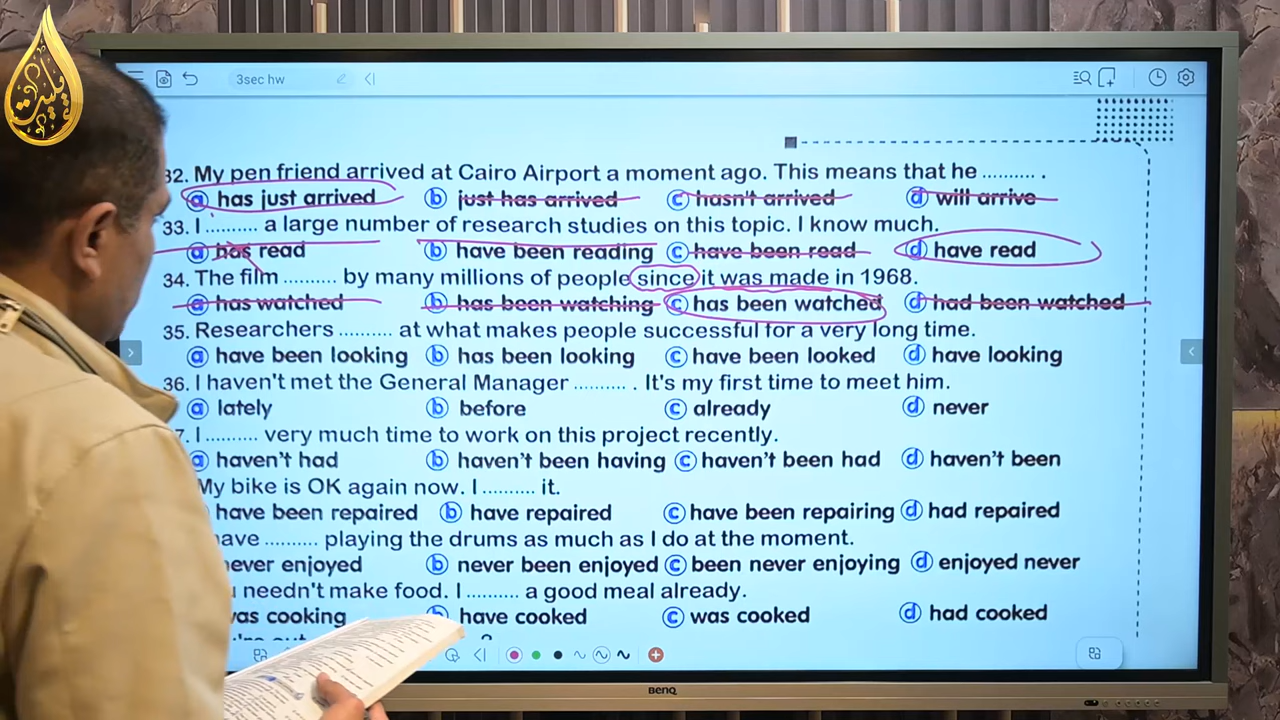 3sec hw
32. My pen friend arrived at Cairo Airport a moment ago. This means that he .......... .
a has just arrived b just has arrived c hasn't arrived d will arrive
33. I .......... a large number of research studies on this topic. I know much.
a has read b have been reading c have been read d have read
34. The film .......... by many millions of people since it was made in 1968.
a has watched b has been watching c has been watched d had been watched
35. Researchers .......... at what makes people successful for a very long time.
a have been looking b has been looking c have been looked d have looking
36. I haven't met the General Manager .......... . It's my first time to meet him.
a lately b before c already d never
7. I .......... very much time to work on this project recently.
a haven't had b haven't been having c haven't been had d haven't been
My bike is OK again now. I .......... it.
have been repaired b have repaired c have been repairing d had repaired
have .......... playing the drums as much as I do at the moment.
never enjoyed b never been enjoyed c been never enjoying d enjoyed never
needn't make food. I .......... a good meal already.
was cooking b have cooked c was cooked d had cooked
BenQ